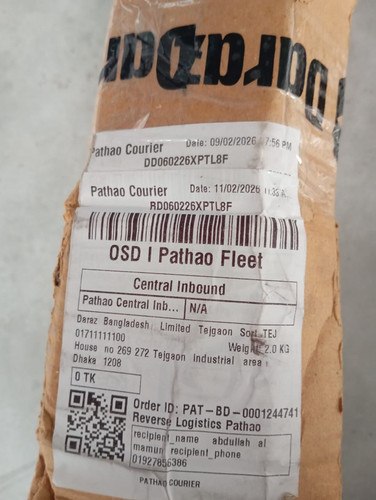 DarazDar
Daraz
Pathao Courier Date: 09/02/2026 7:56 PM
DD060226XPTL8F
Pathao Courier Date: 11/02/2026 11:33
RD060226XPTL8F
OSD | Pathao Fleet
Central Inbound
Pathao Central Inb... N/A
Daraz Bangladesh Limited Tejgaon Sort TEJ
01711111100 Weight: 2.0 KG
House no 269 272 Tejgaon industrial area
Dhaka 1208
0 TK
Order ID: PAT-BD-0001244741
Reverse Logistics Pathao
recipient_name abdullah al
mamun recipient_phone
01927856386
PATHAO COURIER